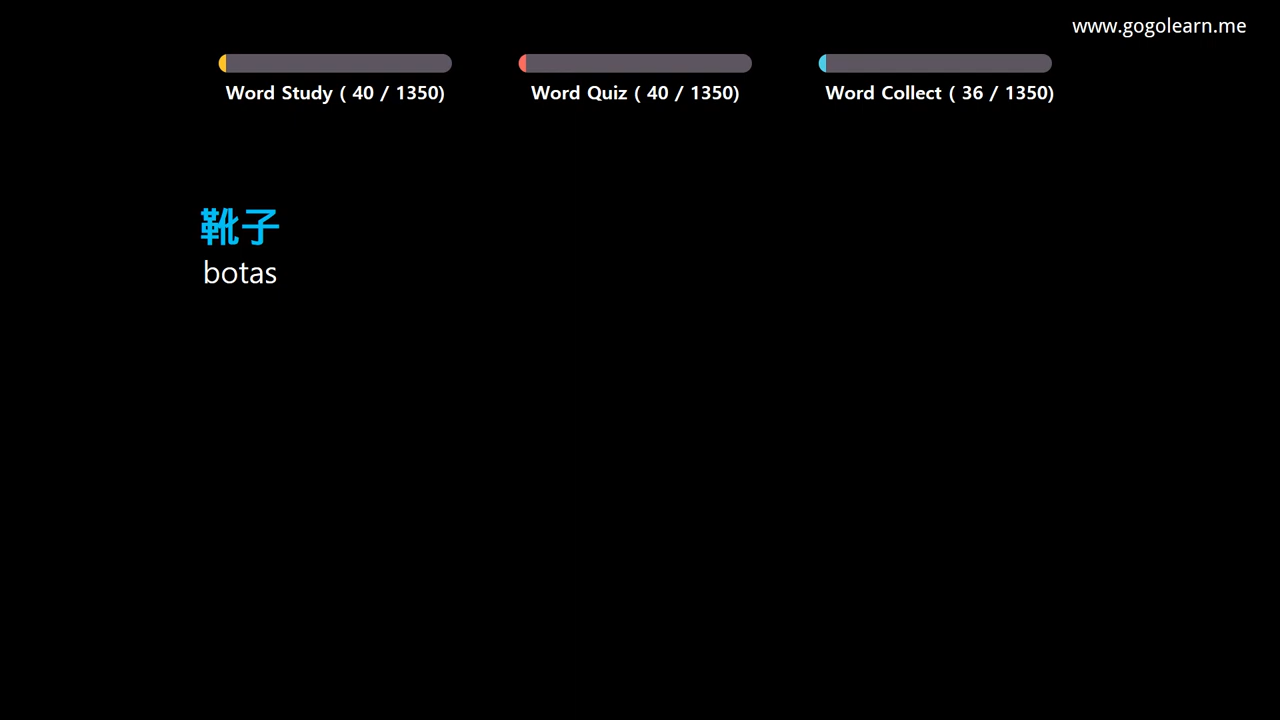 www.gogolearn.me
Word Study ( 40 / 1350)
Word Quiz ( 40 / 1350)
Word Collect ( 36 / 1350)
靴子
botas